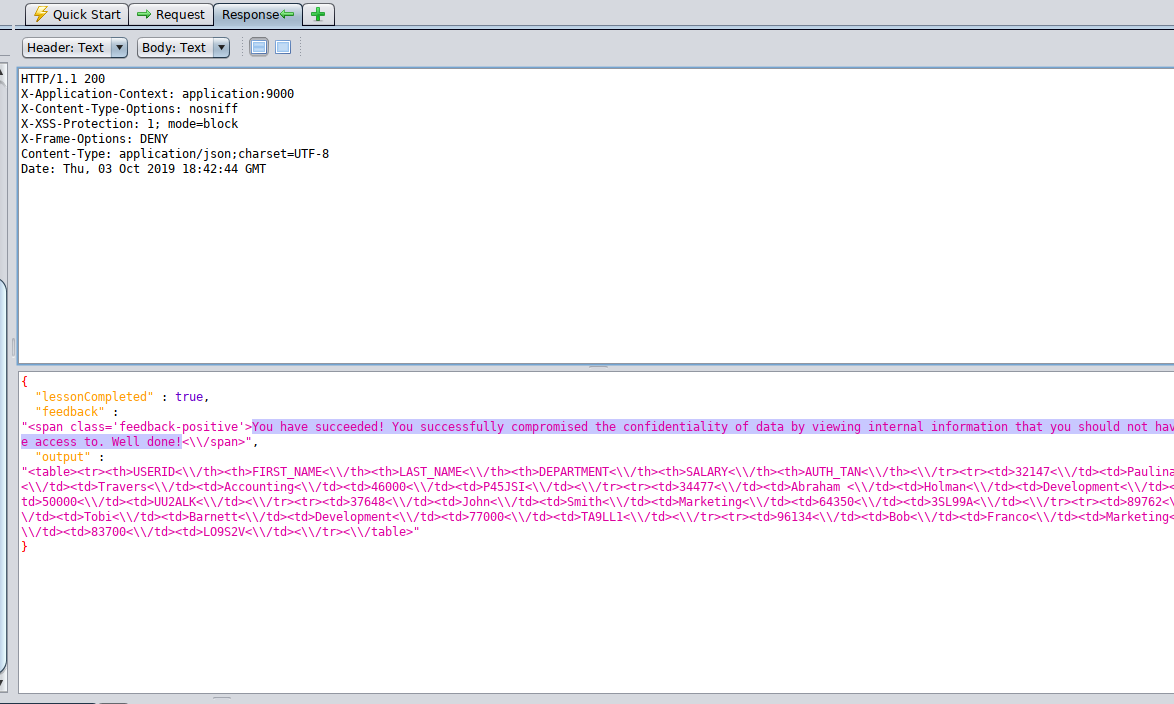 Quick Start Request Response
Header: Text Body: Text
HTTP/1.1 200
X-Application-Context: application:9000
X-Content-Type-Options: nosniff
X-XSS-Protection: 1; mode=block
X-Frame-Options: DENY
Content-Type: application/json;charset=UTF-8
Date: Thu, 03 Oct 2019 18:42:44 GMT
{
"lessonCompleted" : true,
"feedback" :
"<span class='feedback-positive'>You have succeeded! You successfully compromised the confidentiality of data by viewing internal information that you should not hav
e access to. Well done!<\\/span>",
"output" :
"<table><tr><th>USERID<\\/th><th>FIRST_NAME<\\/th><th>LAST_NAME<\\/th><th>DEPARTMENT<\\/th><th>SALARY<\\/th><th>AUTH_TAN<\\/th><\\/tr><tr><td>32147<\\/td><td>Paulina
<\\/td><td>Travers<\\/td><td>Accounting<\\/td><td>46000<\\/td><td>P45JSI<\\/td><\\/tr><tr><td>34477<\\/td><td>Abraham <\\/td><td>Holman<\\/td><td>Development<\\/td><
td>50000<\\/td><td>UU2ALK<\\/td><\\/tr><tr><td>37648<\\/td><td>John<\\/td><td>Smith<\\/td><td>Marketing<\\/td><td>64350<\\/td><td>3SL99A<\\/td><\\/tr><tr><td>89762<\
\/td><td>Tobi<\\/td><td>Barnett<\\/td><td>Development<\\/td><td>77000<\\/td><td>TA9LL1<\\/td><\\/tr><tr><td>96134<\\/td><td>Bob<\\/td><td>Franco<\\/td><td>Marketing<
\\/td><td>83700<\\/td><td>LO9S2V<\\/td><\\/tr><\\/table>"
}